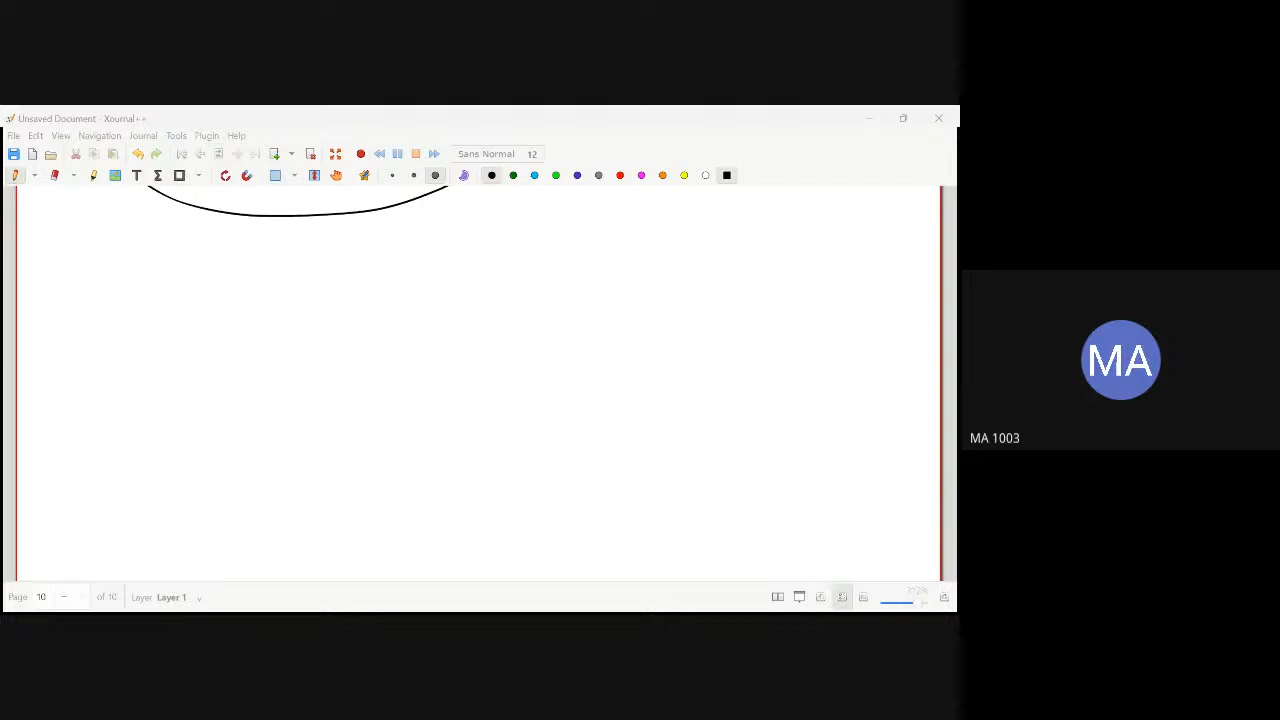 Unsaved Document - Xournal++
File Edit View Navigation Journal Tools Plugin Help
Sans Normal 12
T Σ
MA
MA 1003
Page 10 of 10 Layer Layer 1